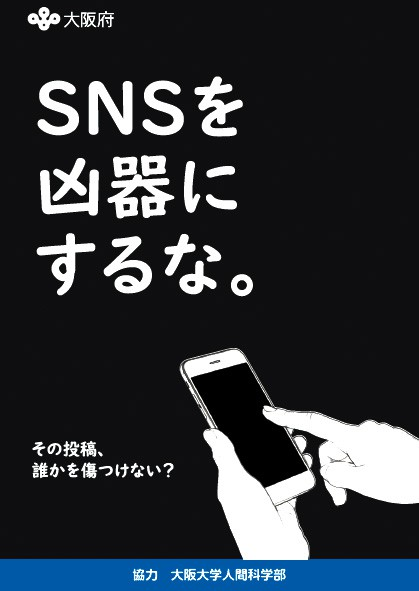 大阪府
SNSを
凶器に
するな。
その投稿、
誰かを傷つけない？
協力　大阪大学人間科学部